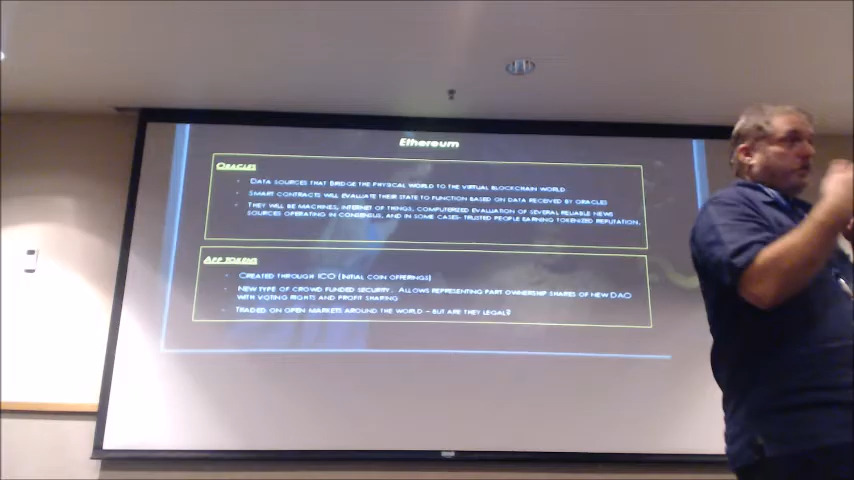 Ethereum
Oracles
Data sources that bridge the physical world to the virtual blockchain world
Smart contracts will evaluate their state to function based on data received by oracles
They will be machines, internet of things, computerized evaluation of several reliable news
sources operating in consensus, and in some cases- trusted people earning tokenized reputation.
App tokens
Created through ICO (Initial Coin Offerings)
New type of crowd funded security. Allows representing part ownership shares of new DAO
with voting rights and profit sharing
Traded on open markets around the world – but are they legal?